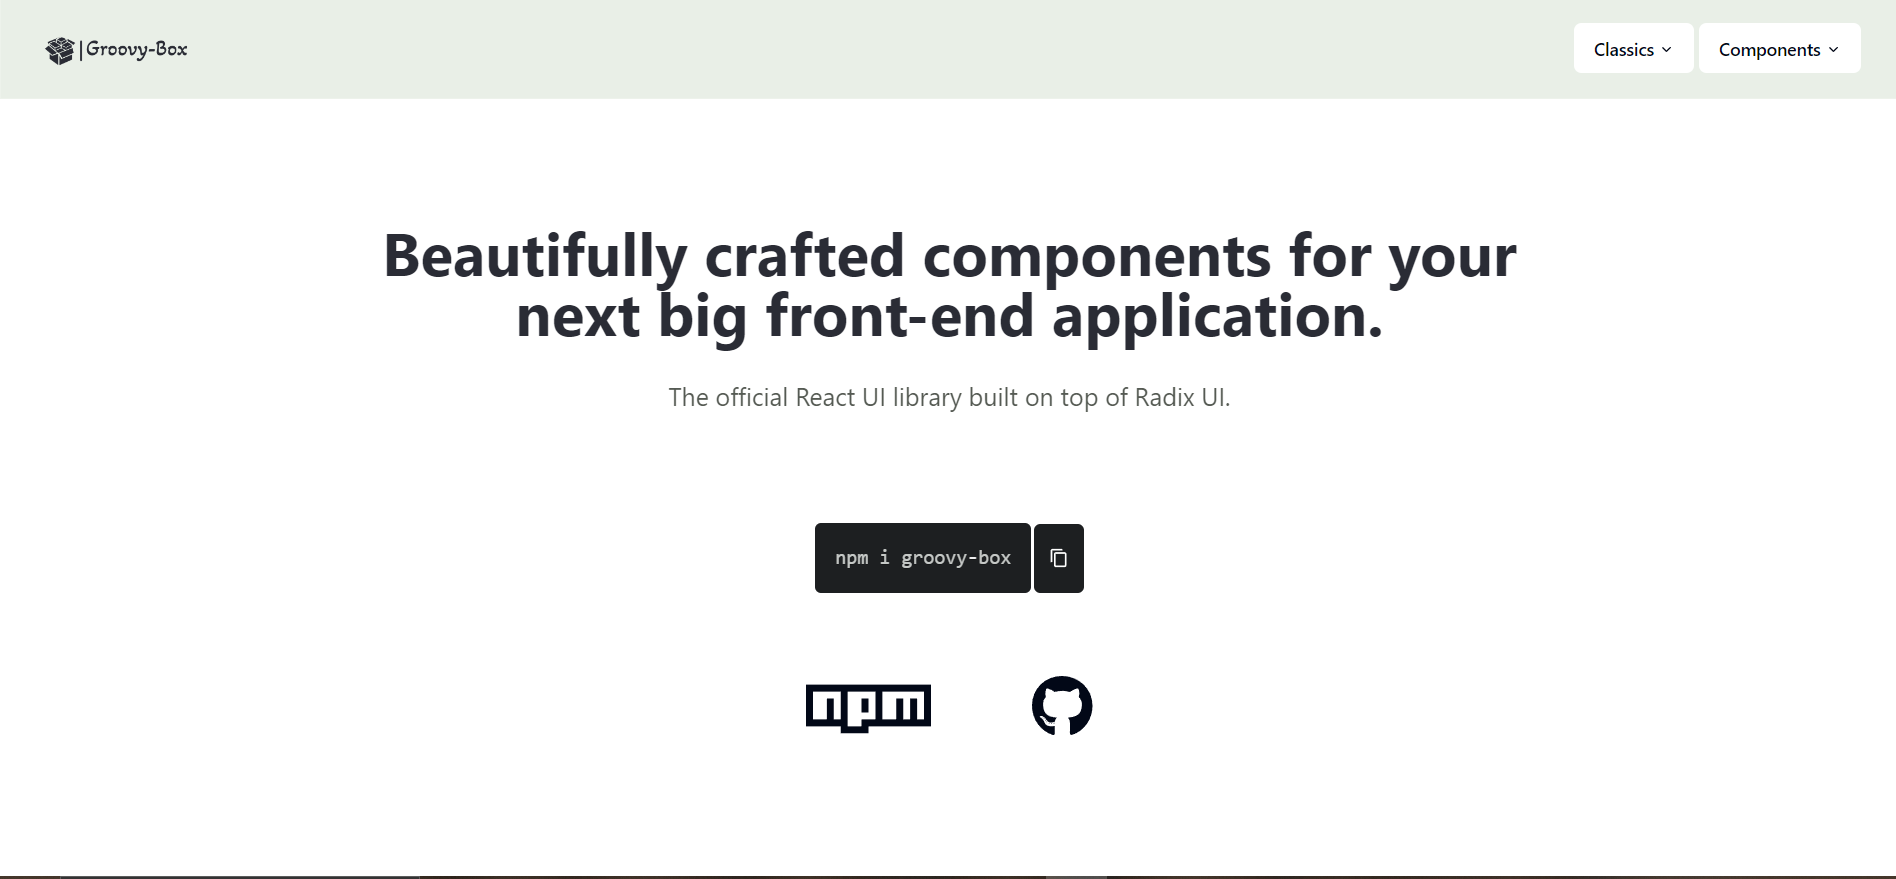 |Groovy-Box
Classics
Components
Beautifully crafted components for your
next big front-end application.
The official React UI library built on top of Radix UI.
npm i groovy-box
npm